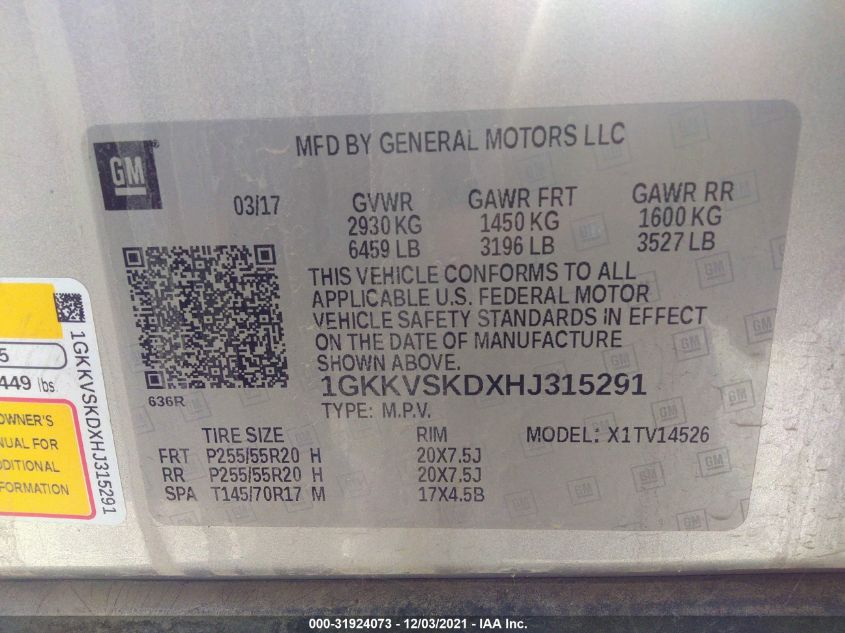 MFD BY GENERAL MOTORS LLC
GM
03/17 GVWR GAWR FRT GAWR RR
2930 KG 1450 KG 1600 KG
6459 LB 3196 LB 3527 LB
THIS VEHICLE CONFORMS TO ALL
APPLICABLE U.S. FEDERAL MOTOR
VEHICLE SAFETY STANDARDS IN EFFECT
ON THE DATE OF MANUFACTURE
SHOWN ABOVE.
636R
1GKKVSKDXHJ315291
TYPE: M.P.V.
TIRE SIZE RIM MODEL: X1TV14526
FRT P255/55R20 H 20X7.5J
RR P255/55R20 H 20X7.5J
SPA T145/70R17 M 17X4.5B
5
449 lbs.
OWNER'S
FOR
1GKKVSKDXHJ315291
000-31924073 - 12/03/2021 - IAA Inc.